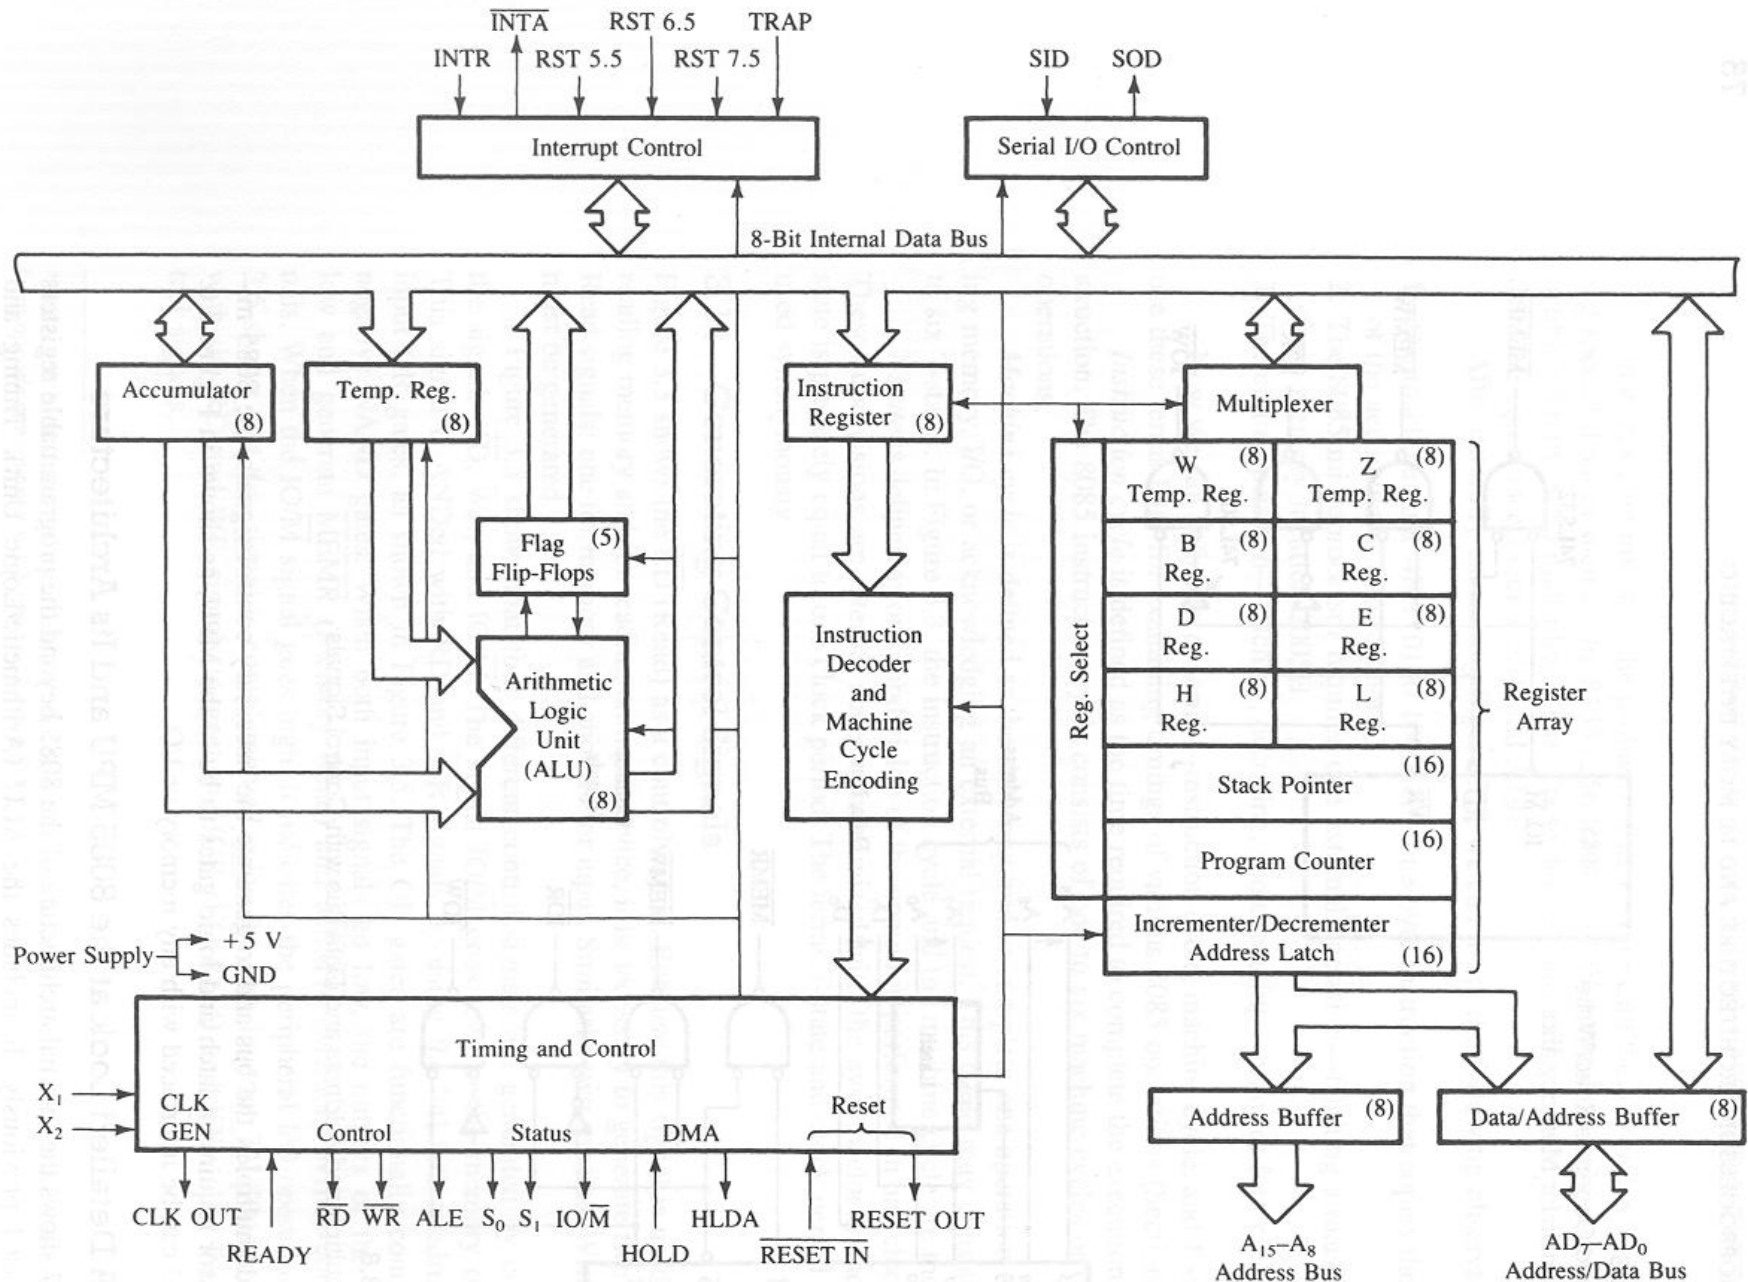 INTA
RST 6.5
TRAP
INTR
RST 5.5
RST 7.5
SID
SOD
Interrupt Control
Serial I/O Control
8-Bit Internal Data Bus
Accumulator
(8)
Temp. Reg.
(8)
Instruction
Register
(8)
Multiplexer
Flag
(5)
Flip-Flops
Arithmetic
Logic
Unit
(ALU)
(8)
Instruction
Decoder
and
Machine
Cycle
Encoding
Reg. Select
W
(8)
Temp. Reg.
Z
(8)
Temp. Reg.
B
(8)
Reg.
C
(8)
Reg.
D
(8)
Reg.
E
(8)
Reg.
H
(8)
Reg.
L
(8)
Reg.
(16)
Stack Pointer
(16)
Program Counter
Incrementer/Decrementer
Address Latch
(16)
Register
Array
Power Supply
+5 V
GND
Timing and Control
X₁
X₂
CLK
GEN
Control
Status
DMA
Reset
CLK OUT
READY
RD
WR
ALE
S₀
S₁
IO/M
HOLD
HLDA
RESET IN
RESET OUT
Address Buffer
(8)
Data/Address Buffer
(8)
A₁₅–A₈
Address Bus
AD₇–AD₀
Address/Data Bus